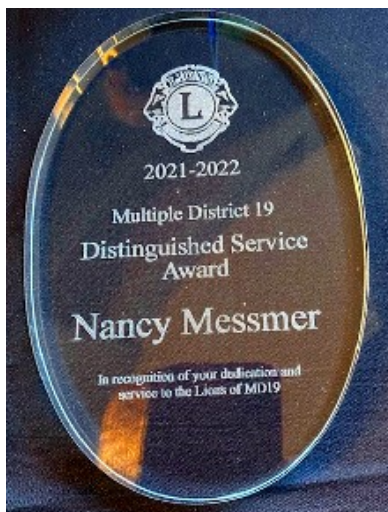 L
2021-2022
Multiple District 19
Distinguished Service
Award
Nancy Messmer
In recognition of your dedication and
service to the Lions of MD19